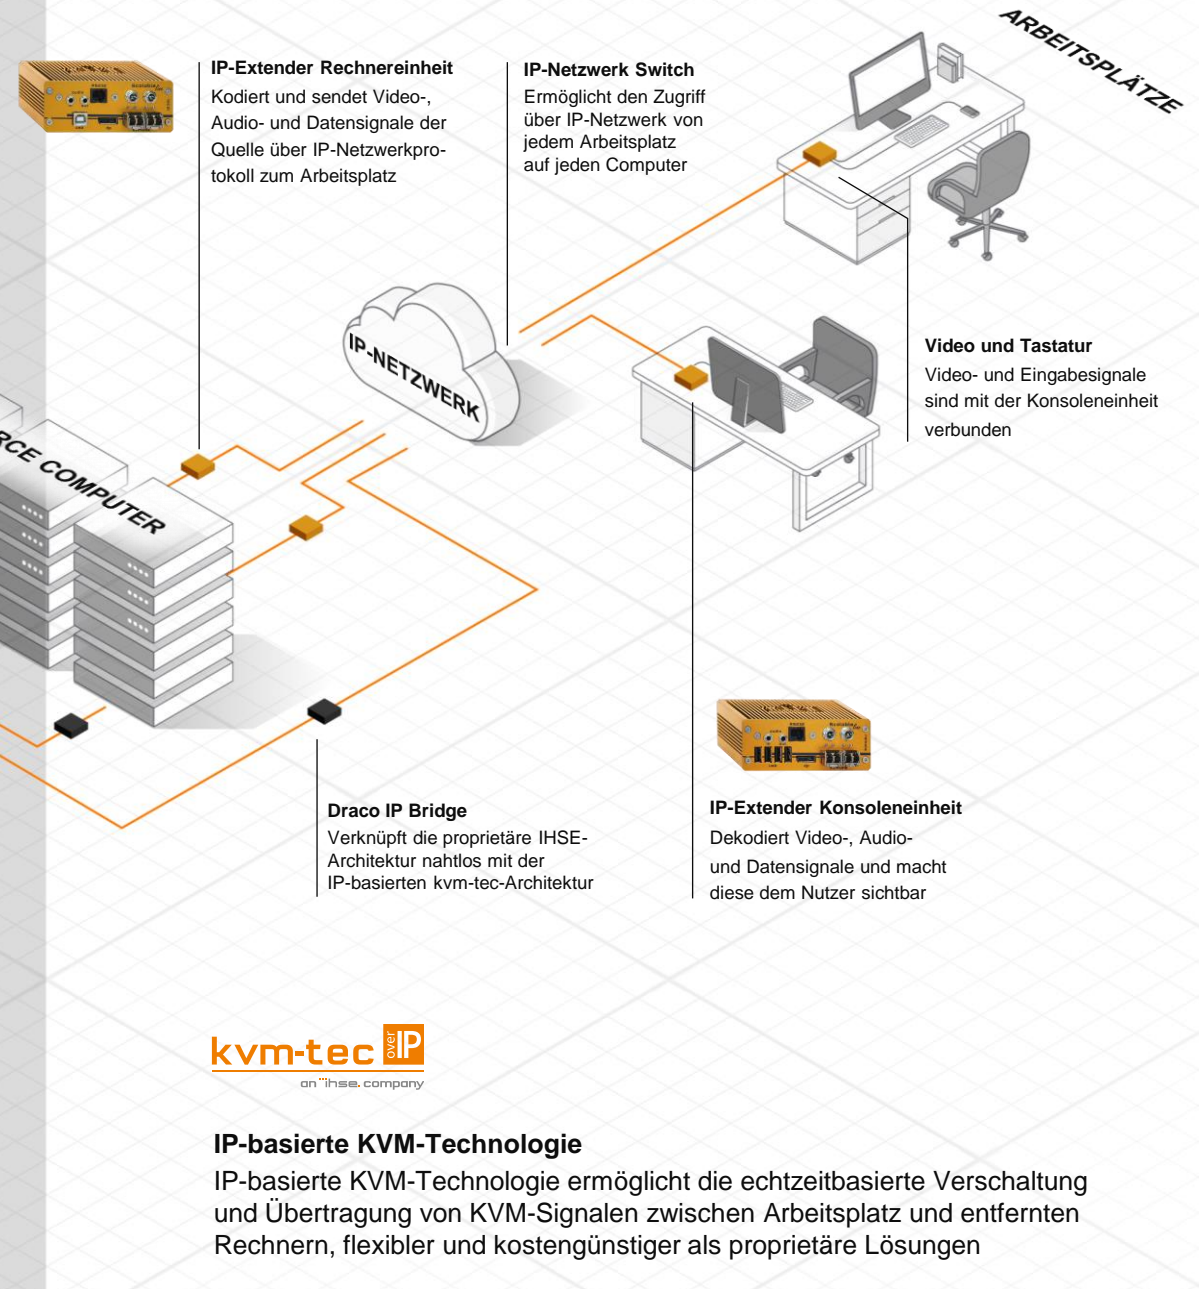 ARBEITSPLÄTZE
IP-Extender Rechnereinheit
Kodiert und sendet Video-,
Audio- und Datensignale der
Quelle über IP-Netzwerkpro-
tokoll zum Arbeitsplatz
IP-Netzwerk Switch
Ermöglicht den Zugriff
über IP-Netzwerk von
jedem Arbeitsplatz
auf jeden Computer
IP-NETZWERK
Video und Tastatur
Video- und Eingabesignale
sind mit der Konsoleneinheit
verbunden
RCE COMPUTER
Draco IP Bridge
Verknüpft die proprietäre IHSE-
Architektur nahtlos mit der
IP-basierten kvm-tec-Architektur
IP-Extender Konsoleneinheit
Dekodiert Video-, Audio-
und Datensignale und macht
diese dem Nutzer sichtbar
kvm-tec over IP
an ihse. company
IP-basierte KVM-Technologie
IP-basierte KVM-Technologie ermöglicht die echtzeitbasierte Verschaltung
und Übertragung von KVM-Signalen zwischen Arbeitsplatz und entfernten
Rechnern, flexibler und kostengünstiger als proprietäre Lösungen